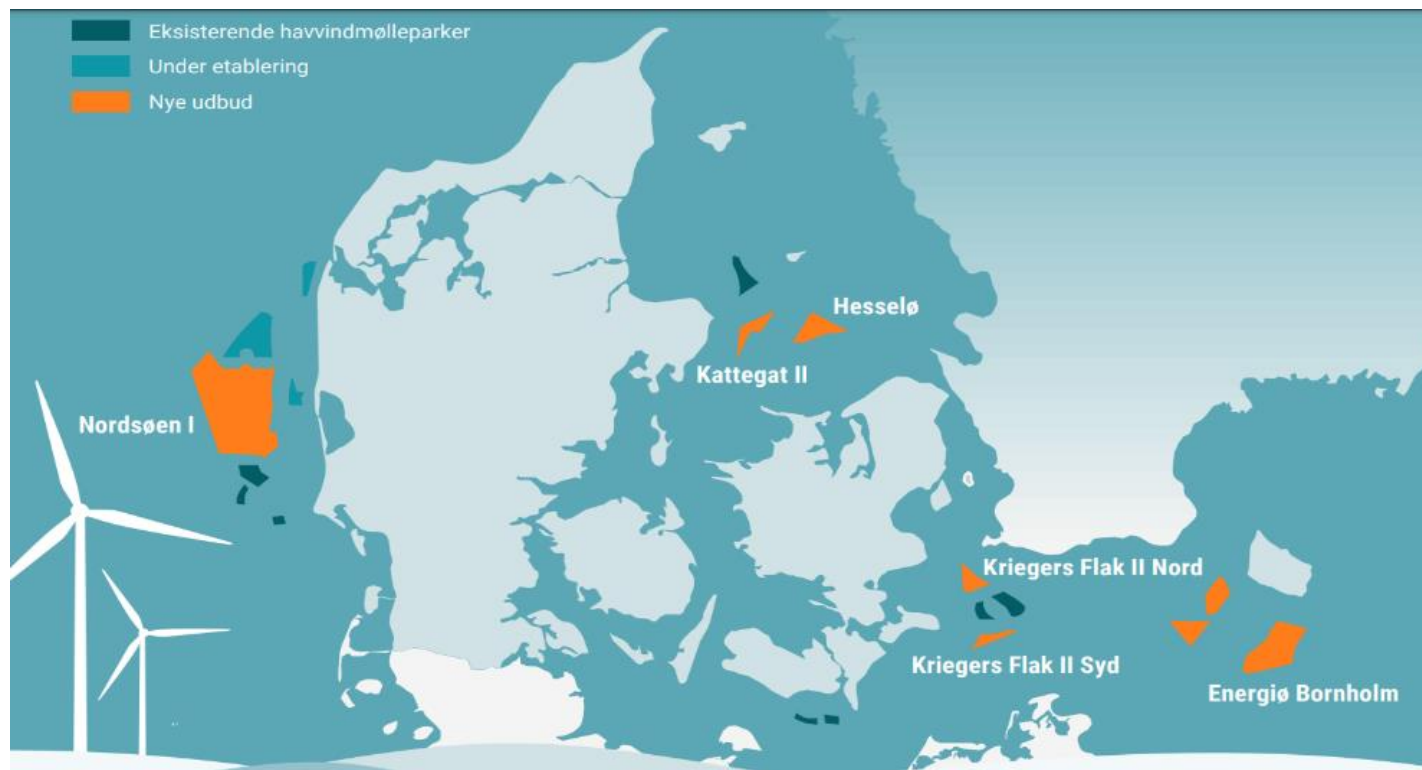 Eksisterende havvindmølleparker
Under etablering
Nye udbud
Hesselø
Kattegat II
Nordsøen I
Kriegers Flak II Nord
Kriegers Flak II Syd
Energiø Bornholm